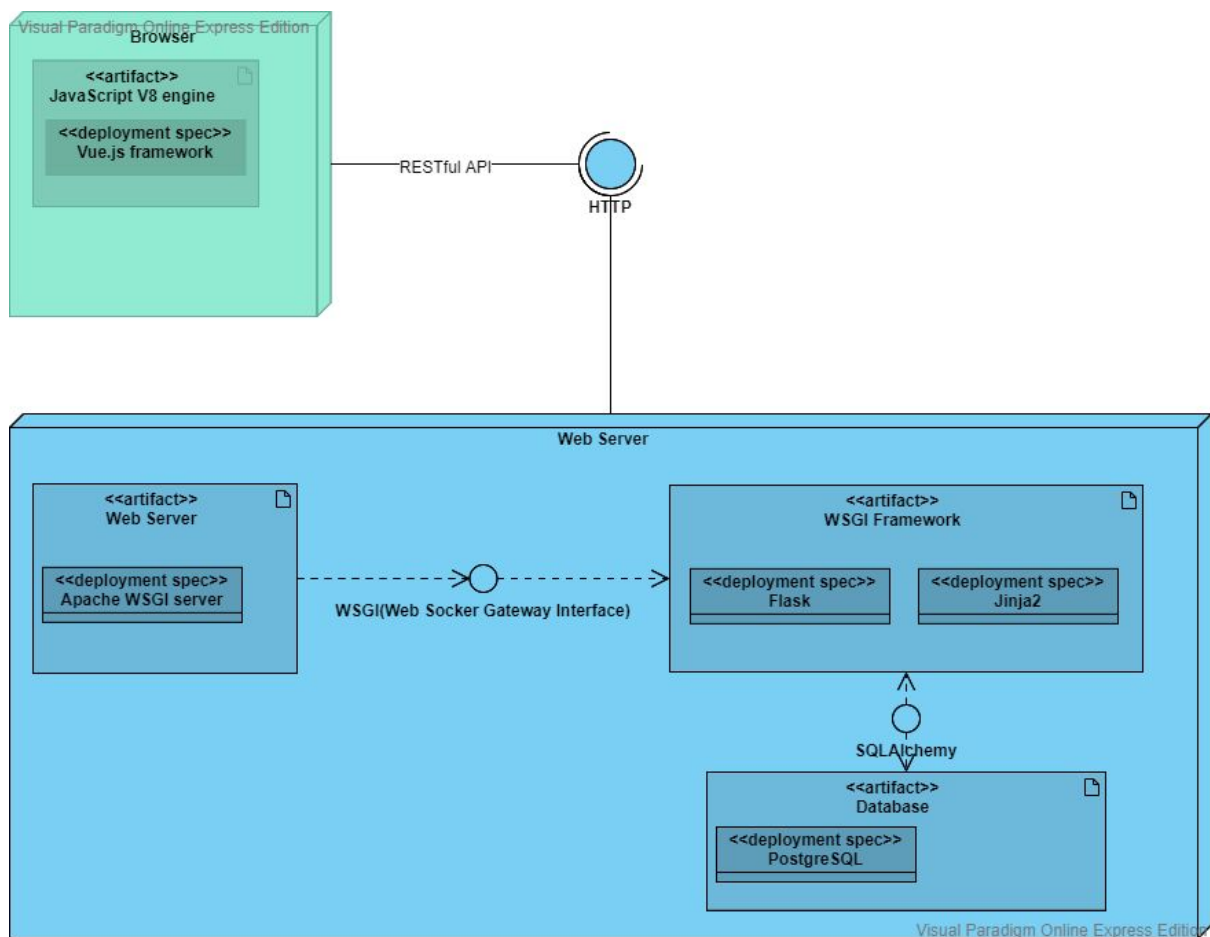 Visual Paradigm Online Express Edition
Browser
<<artifact>>
JavaScript V8 engine
<<deployment spec>>
Vue.js framework
RESTful API
HTTP
Web Server
<<artifact>>
Web Server
<<deployment spec>>
Apache WSGI server
WSGI(Web Socker Gateway Interface)
<<artifact>>
WSGI Framework
<<deployment spec>>
Flask
<<deployment spec>>
Jinja2
SQLAlchemy
<<artifact>>
Database
<<deployment spec>>
PostgreSQL
Visual Paradigm Online Express Edition